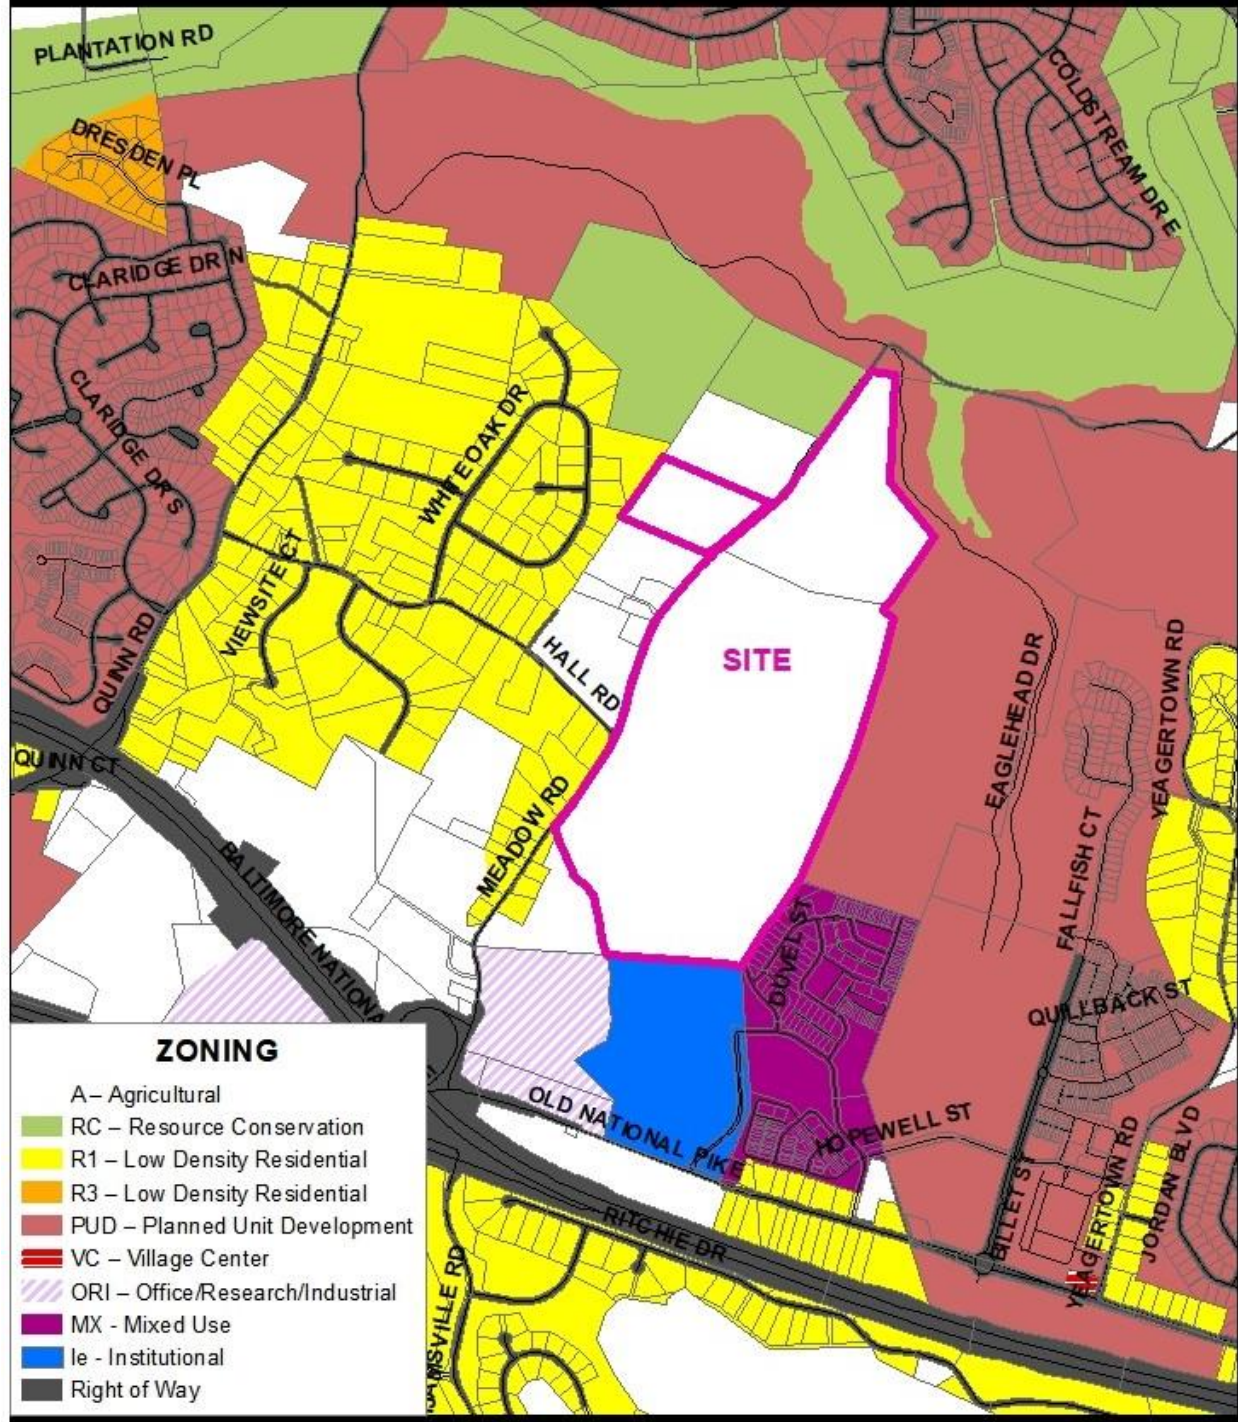 PLANTATION RD
COLDSTREAM DR E
DRESDEN PL
CLARIDGE DR N
CLARIDGE DR S
WHITEOAK DR
VIEWSITE CT
QUINN RD
HALL RD
SITE
EAGLEHEAD DR
YEAGERTOWN RD
QUINN CT
MEADOW RD
FALLFISH CT
BALTIMORE NATIONA
DUVEL ST
QUILLBACK ST
OLD NATIONAL PIKE
HOPEWELL ST
RITCHIE DR
BILLET ST
YEAGERTOWN RD
JORDAN BLVD
MSVILLE RD
ZONING
A – Agricultural
RC – Resource Conservation
R1 – Low Density Residential
R3 – Low Density Residential
PUD – Planned Unit Development
VC – Village Center
ORI – Office/Research/Industrial
MX - Mixed Use
Ie - Institutional
Right of Way